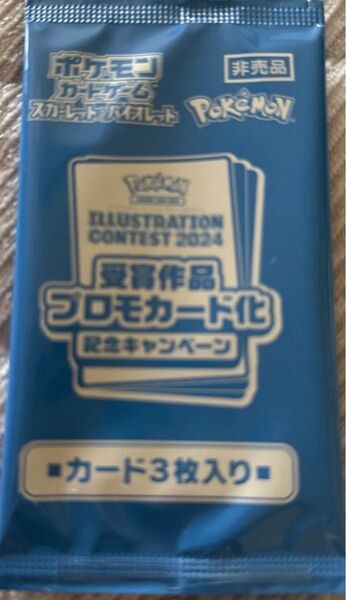 ポケモン
カードゲーム
スカーレット&バイオレット
非売品
POKÉMON
POKÉMON
ILLUSTRATION
CONTEST 2024
受賞作品
プロモカード化
記念キャンペーン
■カード3枚入り■